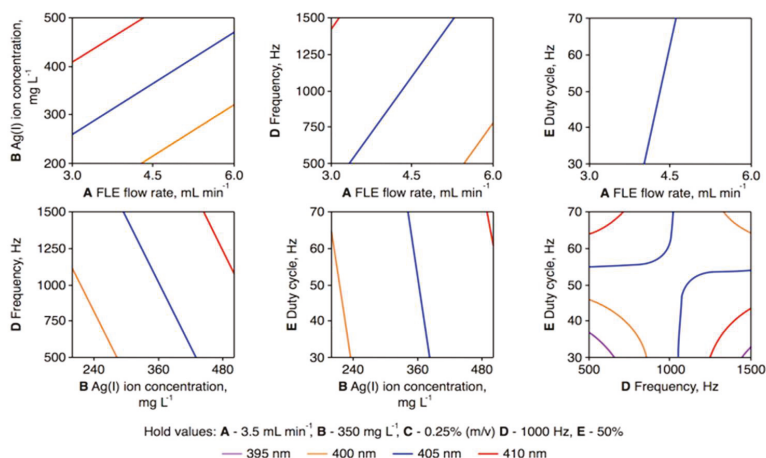 B Ag(I) ion concentration,
mg L⁻¹
500
400
300
200
3.0
4.5
6.0
A FLE flow rate, mL min⁻¹
D Frequency, Hz
1500
1250
1000
750
500
3.0
4.5
6.0
A FLE flow rate, mL min⁻¹
E Duty cycle, Hz
70
60
50
40
30
3.0
4.5
6.0
A FLE flow rate, mL min⁻¹
D Frequency, Hz
1500
1250
1000
750
500
240
360
480
B Ag(I) ion concentration,
mg L⁻¹
E Duty cycle, Hz
70
60
50
40
30
240
360
480
B Ag(I) ion concentration,
mg L⁻¹
E Duty cycle, Hz
70
60
50
40
30
500
1000
1500
D Frequency, Hz
Hold values: A - 3.5 mL min⁻¹, B - 350 mg L⁻¹, C - 0.25% (m/v) D - 1000 Hz, E - 50%
395 nm 400 nm 405 nm 410 nm